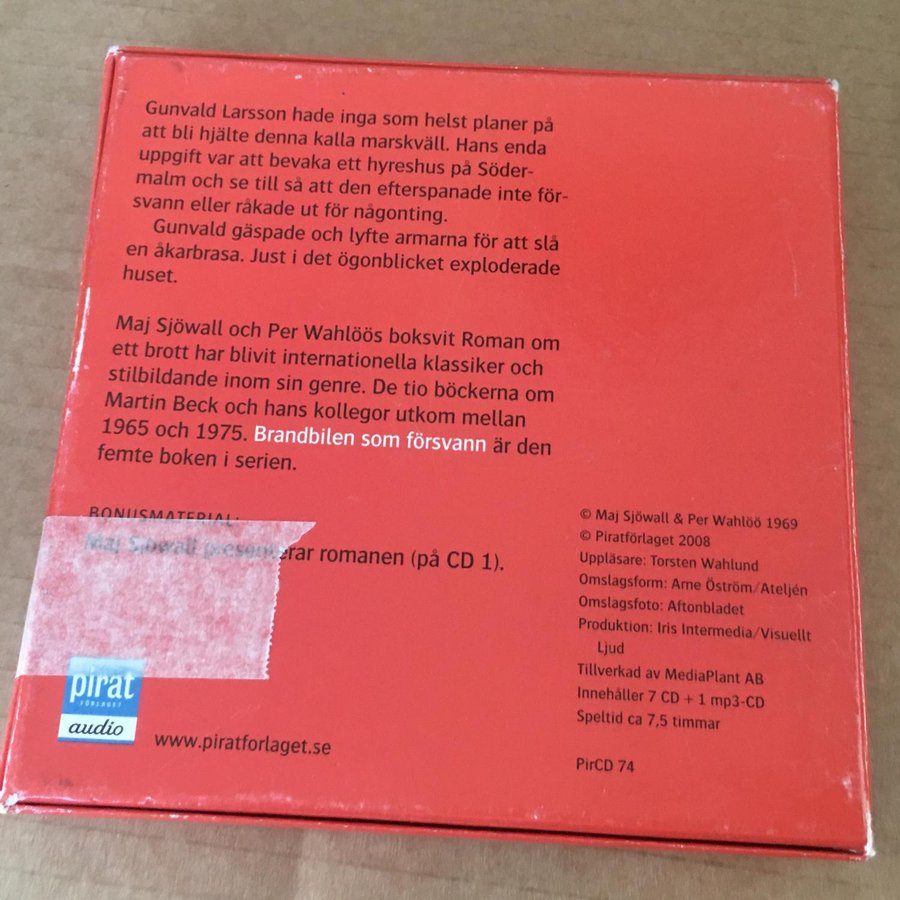 Gunvald Larsson hade inga som helst planer på
att bli hjälte denna kalla marskväll. Hans enda
uppgift var att bevaka ett hyreshus på Söder-
malm och se till så att den efterspanade inte för-
svann eller råkade ut för någonting.
Gunvald gäspade och lyfte armarna för att slå
en åkarbrasa. Just i det ögonblicket exploderade
huset.
Maj Sjöwall och Per Wahlöös boksvit Roman om
ett brott har blivit internationella klassiker och
stilbildande inom sin genre. De tio böckerna om
Martin Beck och hans kollegor utkom mellan
1965 och 1975. Brandbilen som försvann är den
femte boken i serien.
BONUSMATERIAL:
Maj Sjöwall presenterar romanen (på CD 1).
pirat
FÖRLAGET
audio
www.piratforlaget.se
© Maj Sjöwall & Per Wahlöö 1969
© Piratförlaget 2008
Uppläsare: Torsten Wahlund
Omslagsform: Arne Öström/Ateljén
Omslagsfoto: Aftonbladet
Produktion: Iris Intermedia/Visuellt
Ljud
Tillverkad av MediaPlant AB
Innehåller 7 CD + 1 mp3-CD
Speltid ca 7,5 timmar
PirCD 74